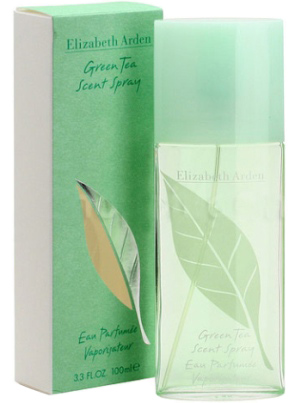 Elizabeth Arden
Green Tea
Scent Spray
Eau Parfumée
Vaporisateur
3.3 FL.OZ. 100ml℮
Elizabeth Arden
Green Tea
Scent Spray
Eau Parfumée